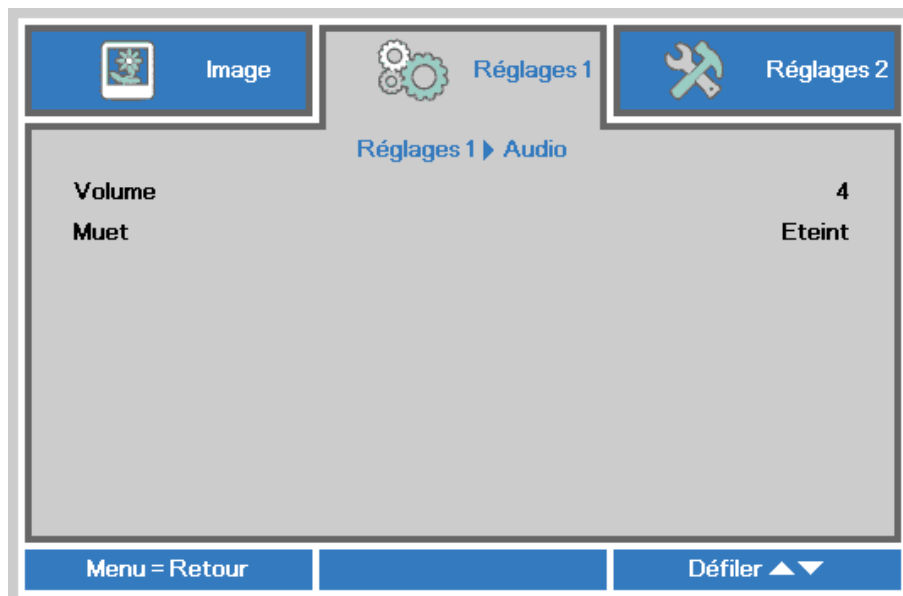 Image
Réglages 1
Réglages 2
Réglages 1 ▶ Audio
Volume 4
Muet Eteint
Menu = Retour
Défiler ▲▼